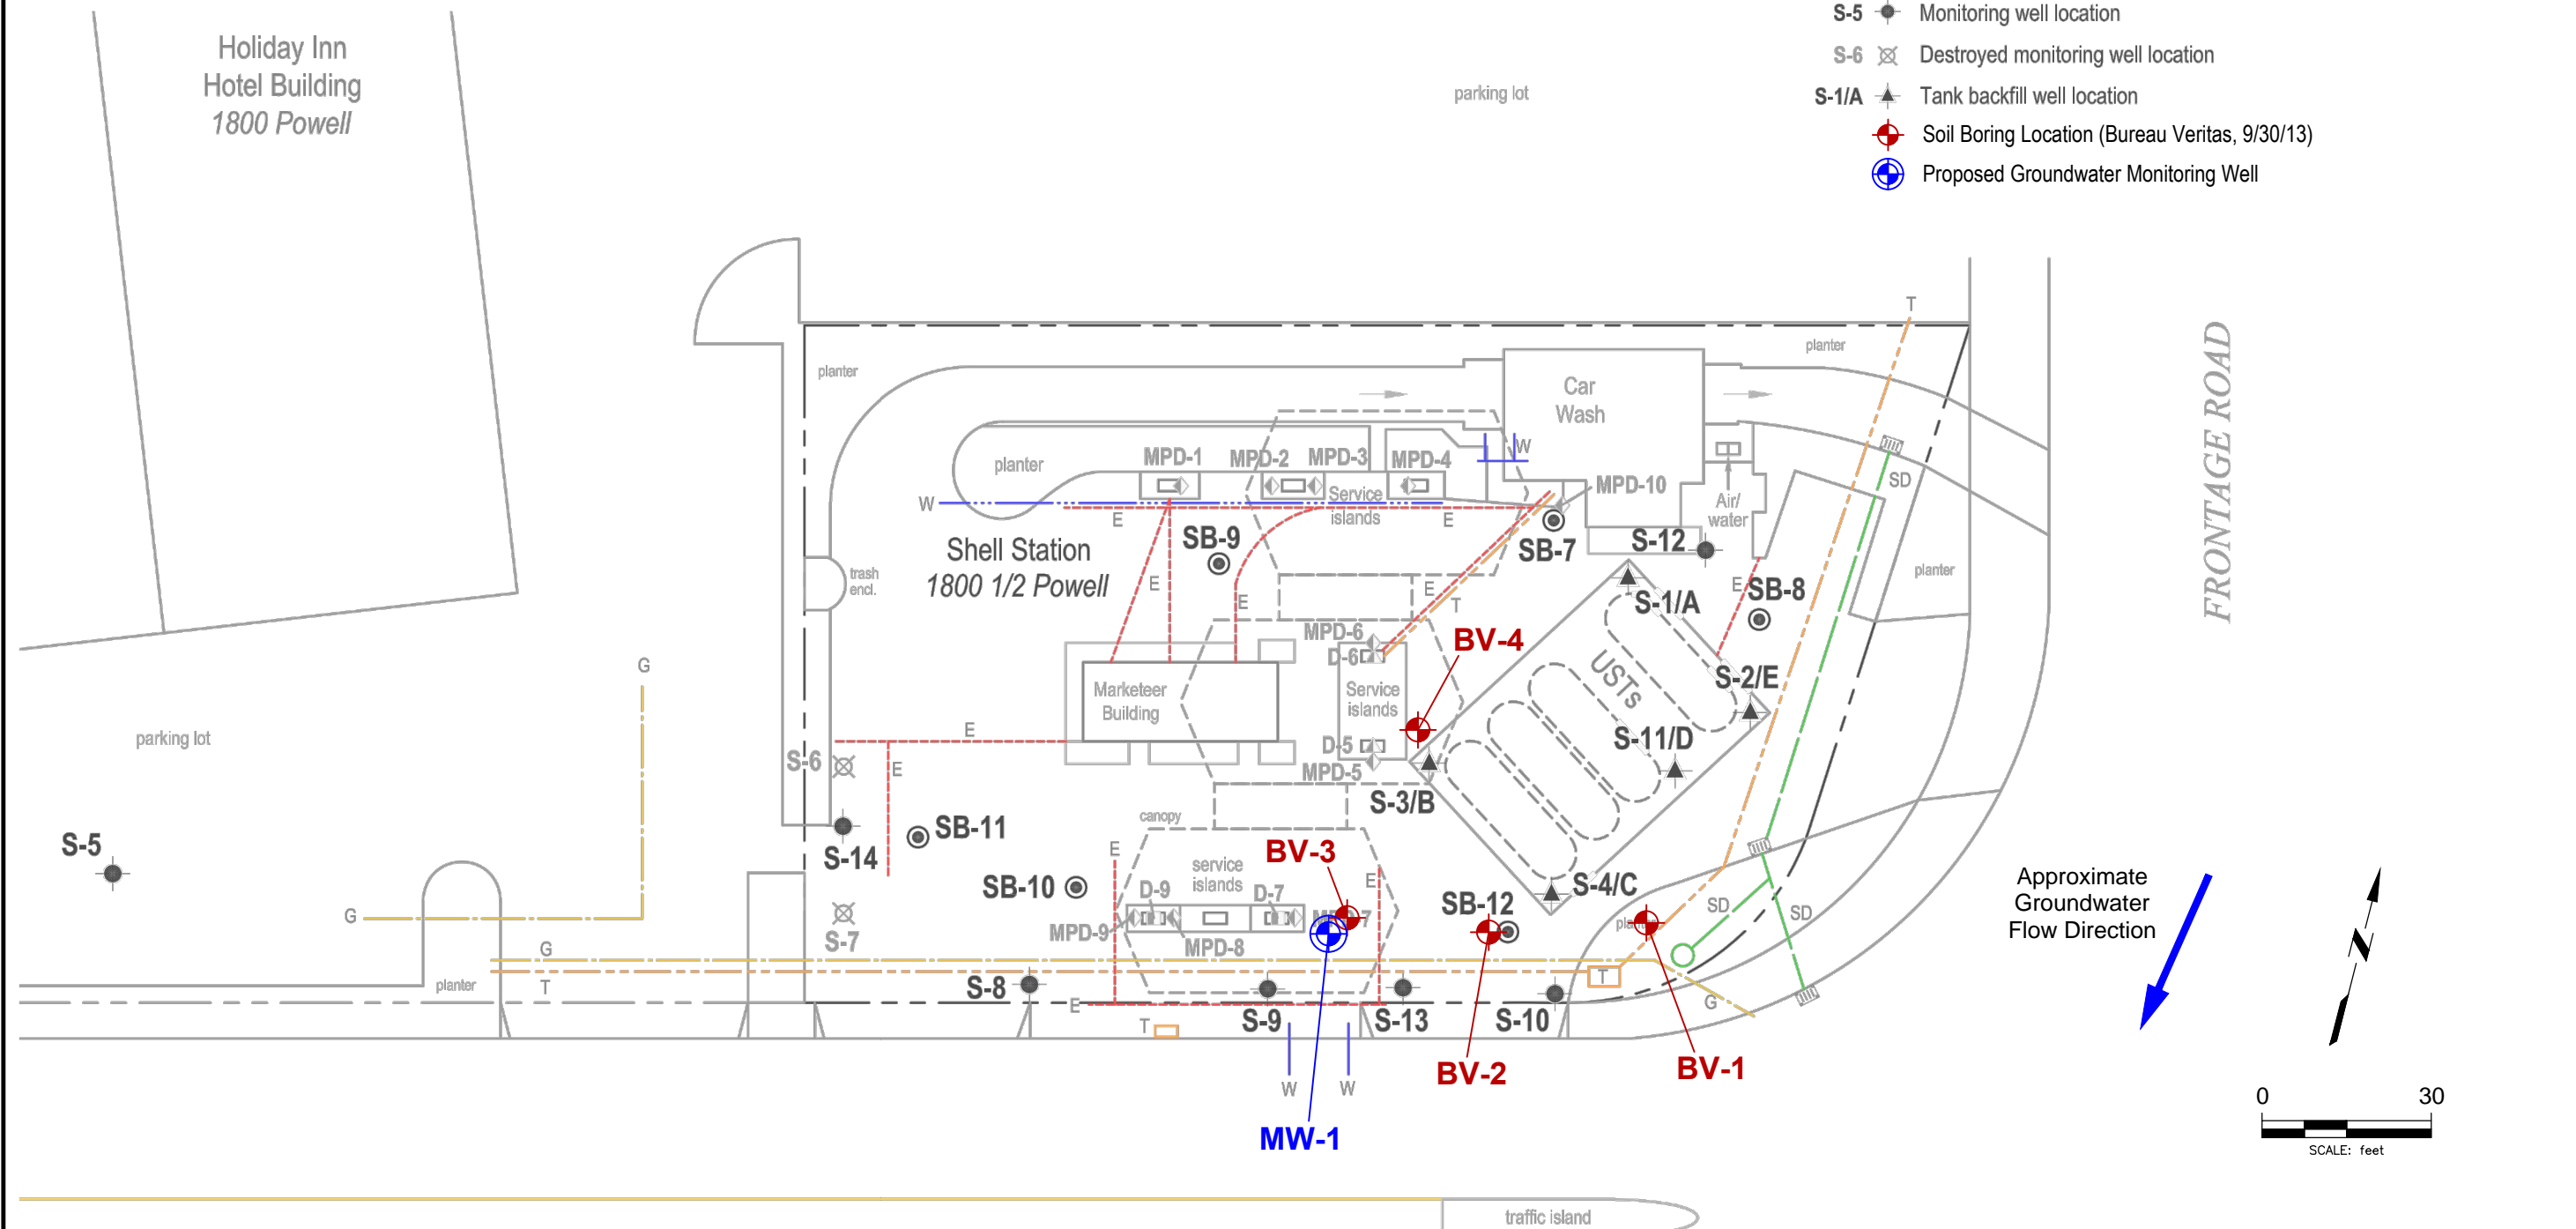 S-5 Monitoring well location
S-6 Destroyed monitoring well location
S-1/A Tank backfill well location
Soil Boring Location (Bureau Veritas, 9/30/13)
Proposed Groundwater Monitoring Well
Holiday Inn
Hotel Building
1800 Powell
parking lot
T
planter
planter
FRONTAGE ROAD
Car
Wash
W
planter
MPD-1
MPD-2
MPD-3
MPD-4
MPD-10
SD
W
Service
islands
E
E
Air/
water
SB-9
SB-7
S-12
Shell Station
1800 1/2 Powell
trash
encl.
E
E
E
T
E
SB-8
planter
S-1/A
MPD-6
D-6
BV-4
G
USTs
S-2/E
Marketeer
Building
Service
islands
parking lot
E
D-5
S-11/D
S-6
E
MPD-5
S-3/B
canopy
S-5
SB-11
S-14
E
BV-3
service
islands
E
SB-10
D-9
D-7
S-4/C
SB-12
SD
SD
G
S-7
MPD-9
MPD-8
G
T
planter
S-8
T
E
T
S-9
S-13
S-10
G
W
W
BV-2
BV-1
MW-1
Approximate
Groundwater
Flow Direction
N
0 30
SCALE: feet
traffic island